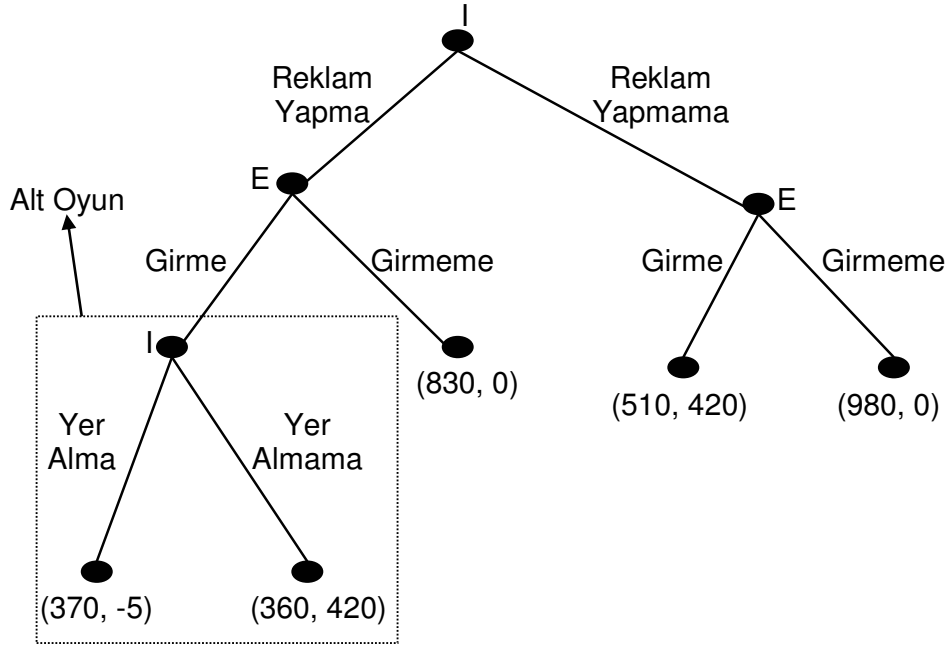 I
Reklam
Yapma
Reklam
Yapmama
E
E
Alt Oyun
Girme
Girmeme
Girme
Girmeme
I
(830, 0)
(510, 420)
(980, 0)
Yer
Alma
Yer
Almama
(370, -5)
(360, 420)